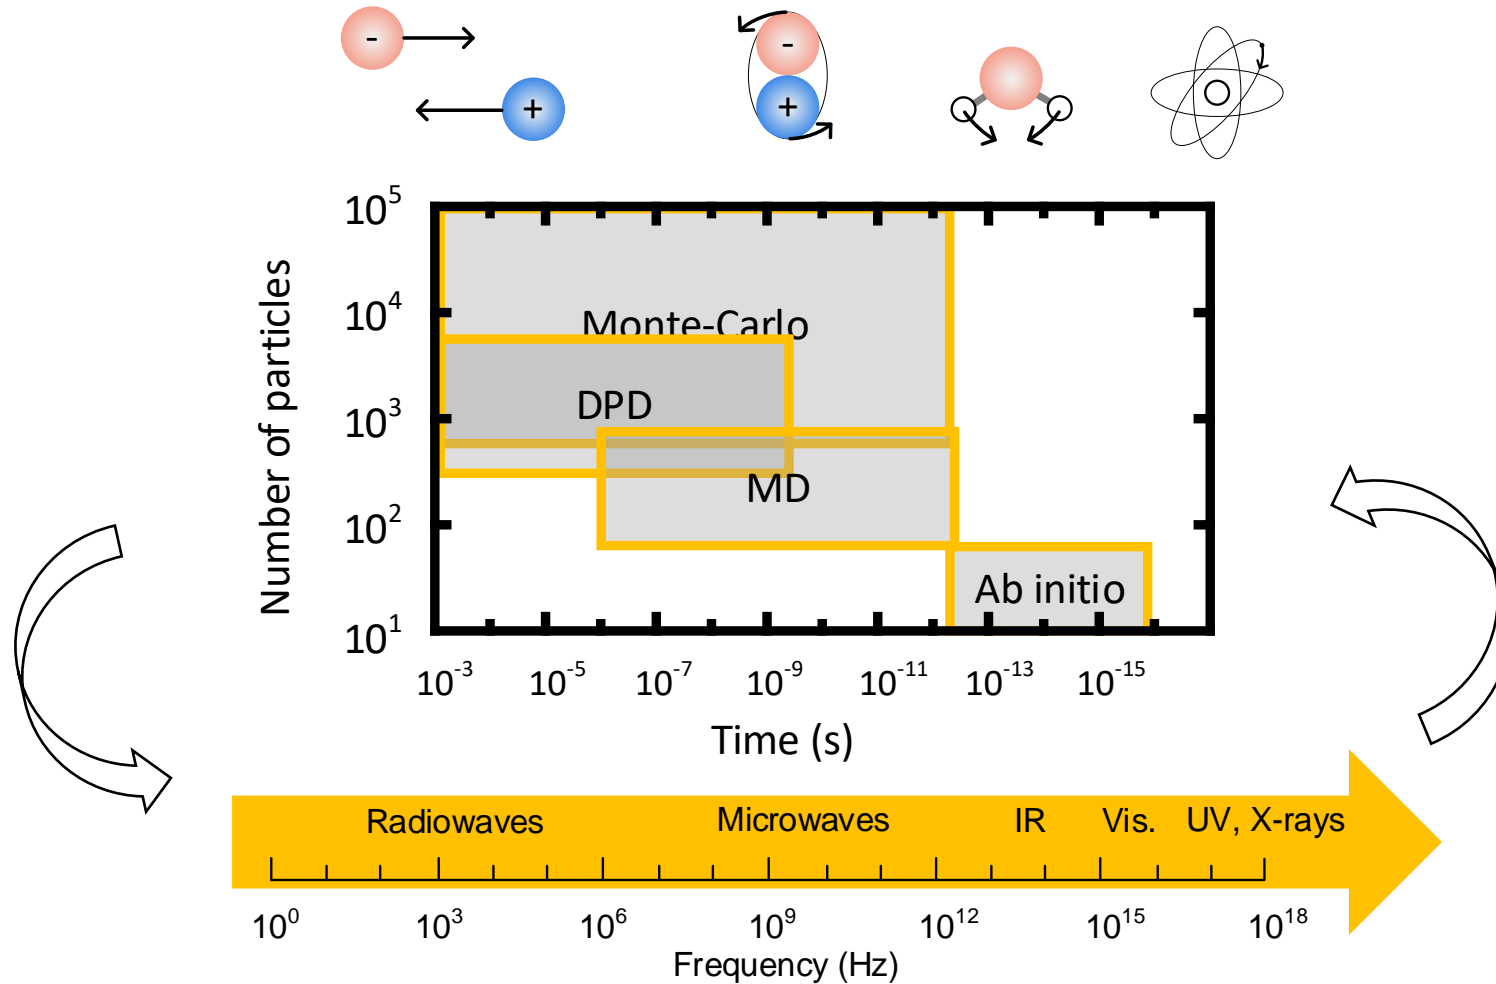 -
+
-
+
Number of particles
10^5
10^4
10^3
10^2
10^1
Monte-Carlo
DPD
MD
Ab initio
10^-3 10^-5 10^-7 10^-9 10^-11 10^-13 10^-15
Time (s)
Radiowaves Microwaves IR Vis. UV, X-rays
10^0 10^3 10^6 10^9 10^12 10^15 10^18
Frequency (Hz)